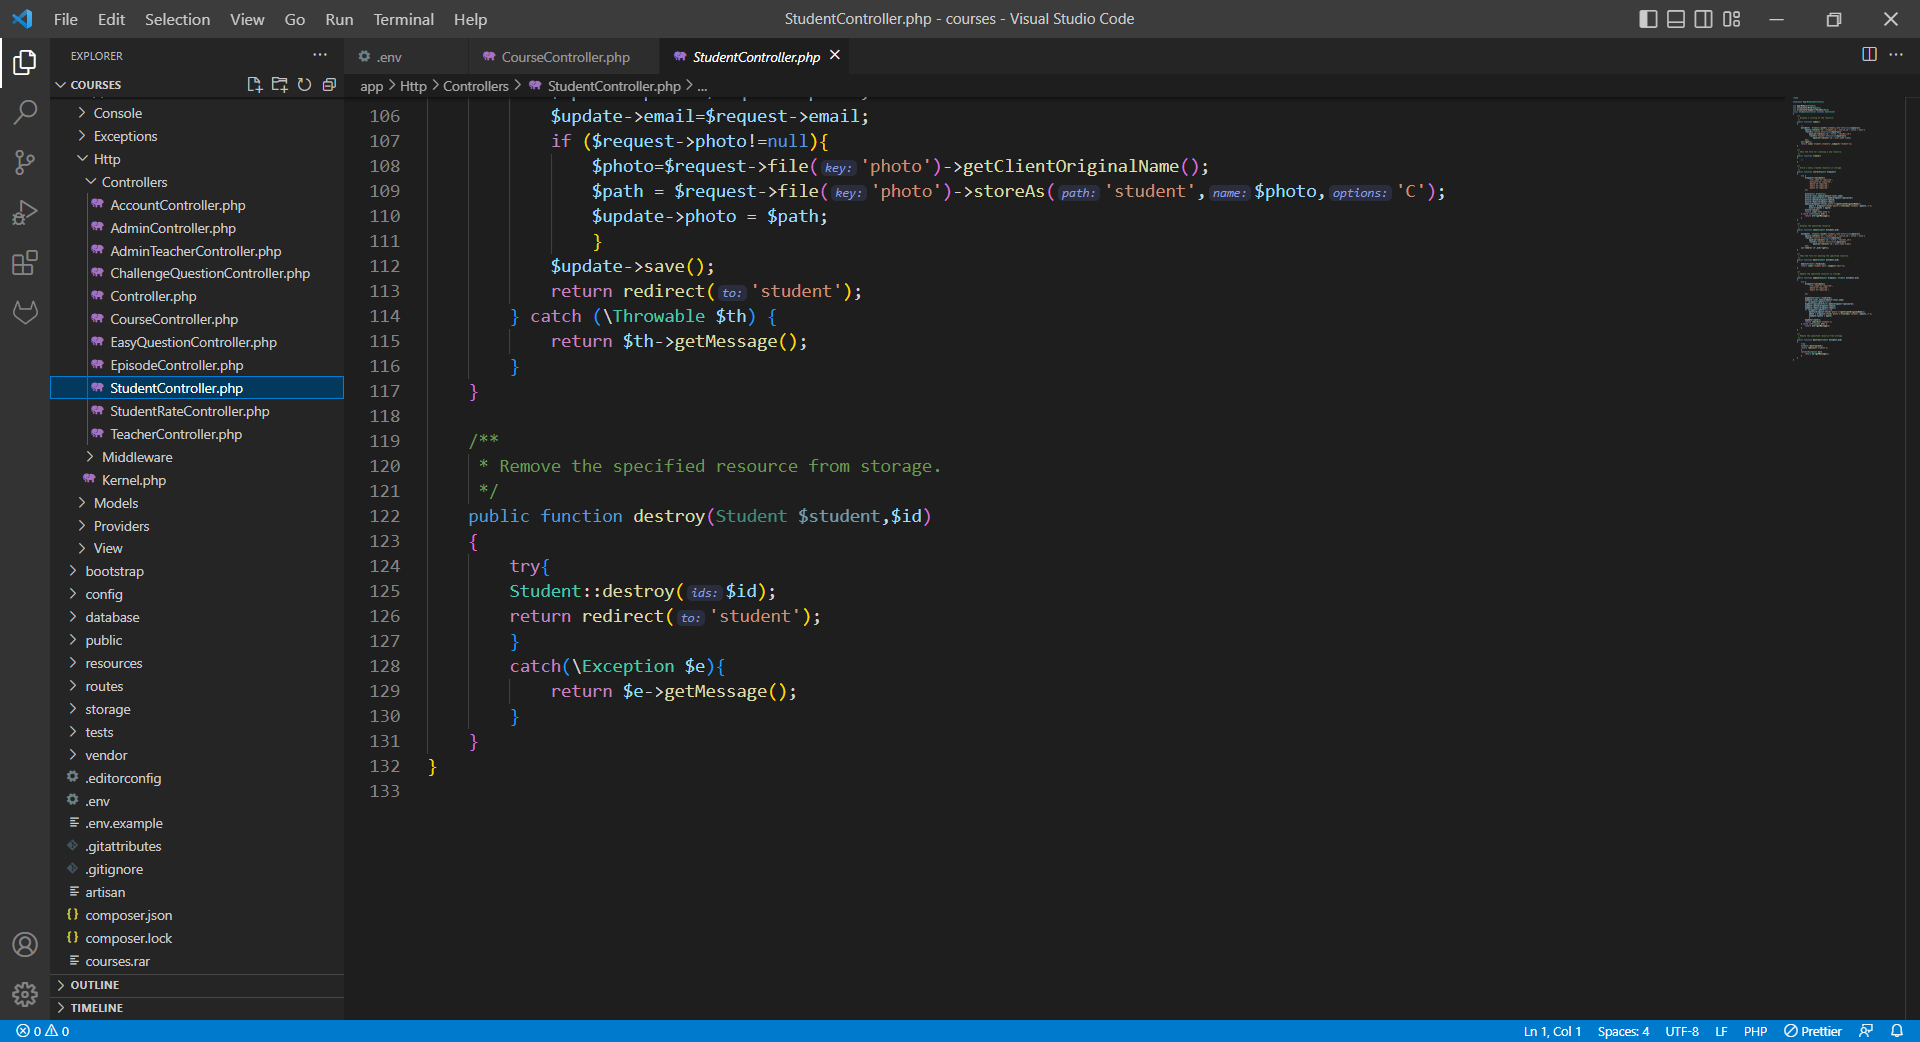 File Edit Selection View Go Run Terminal Help
StudentController.php - courses - Visual Studio Code
EXPLORER
.env
CourseController.php
StudentController.php
COURSES
app > Http > Controllers > StudentController.php > ...
Console
Exceptions
Http
Controllers
AccountController.php
AdminController.php
AdminTeacherController.php
ChallengeQuestionController.php
Controller.php
CourseController.php
EasyQuestionController.php
EpisodeController.php
StudentController.php
StudentRateController.php
TeacherController.php
Middleware
Kernel.php
Models
Providers
View
bootstrap
config
database
public
resources
routes
storage
tests
vendor
.editorconfig
.env
.env.example
.gitattributes
.gitignore
artisan
composer.json
composer.lock
courses.rar
OUTLINE
TIMELINE
106 $update->email=$request->email;
107 if ($request->photo!=null){
108 $photo=$request->file(key: 'photo')->getClientOriginalName();
109 $path = $request->file(key: 'photo')->storeAs(path: 'student',name: $photo,options: 'C');
110 $update->photo = $path;
111 }
112 $update->save();
113 return redirect(to: 'student');
114 } catch (\Throwable $th) {
115 return $th->getMessage();
116 }
117 }
118
119 /**
120 * Remove the specified resource from storage.
121 */
122 public function destroy(Student $student,$id)
123 {
124 try{
125 Student::destroy(ids: $id);
126 return redirect(to: 'student');
127 }
128 catch(\Exception $e){
129 return $e->getMessage();
130 }
131 }
132 }
133
0 0
Ln 1, Col 1 Spaces: 4 UTF-8 LF PHP Prettier